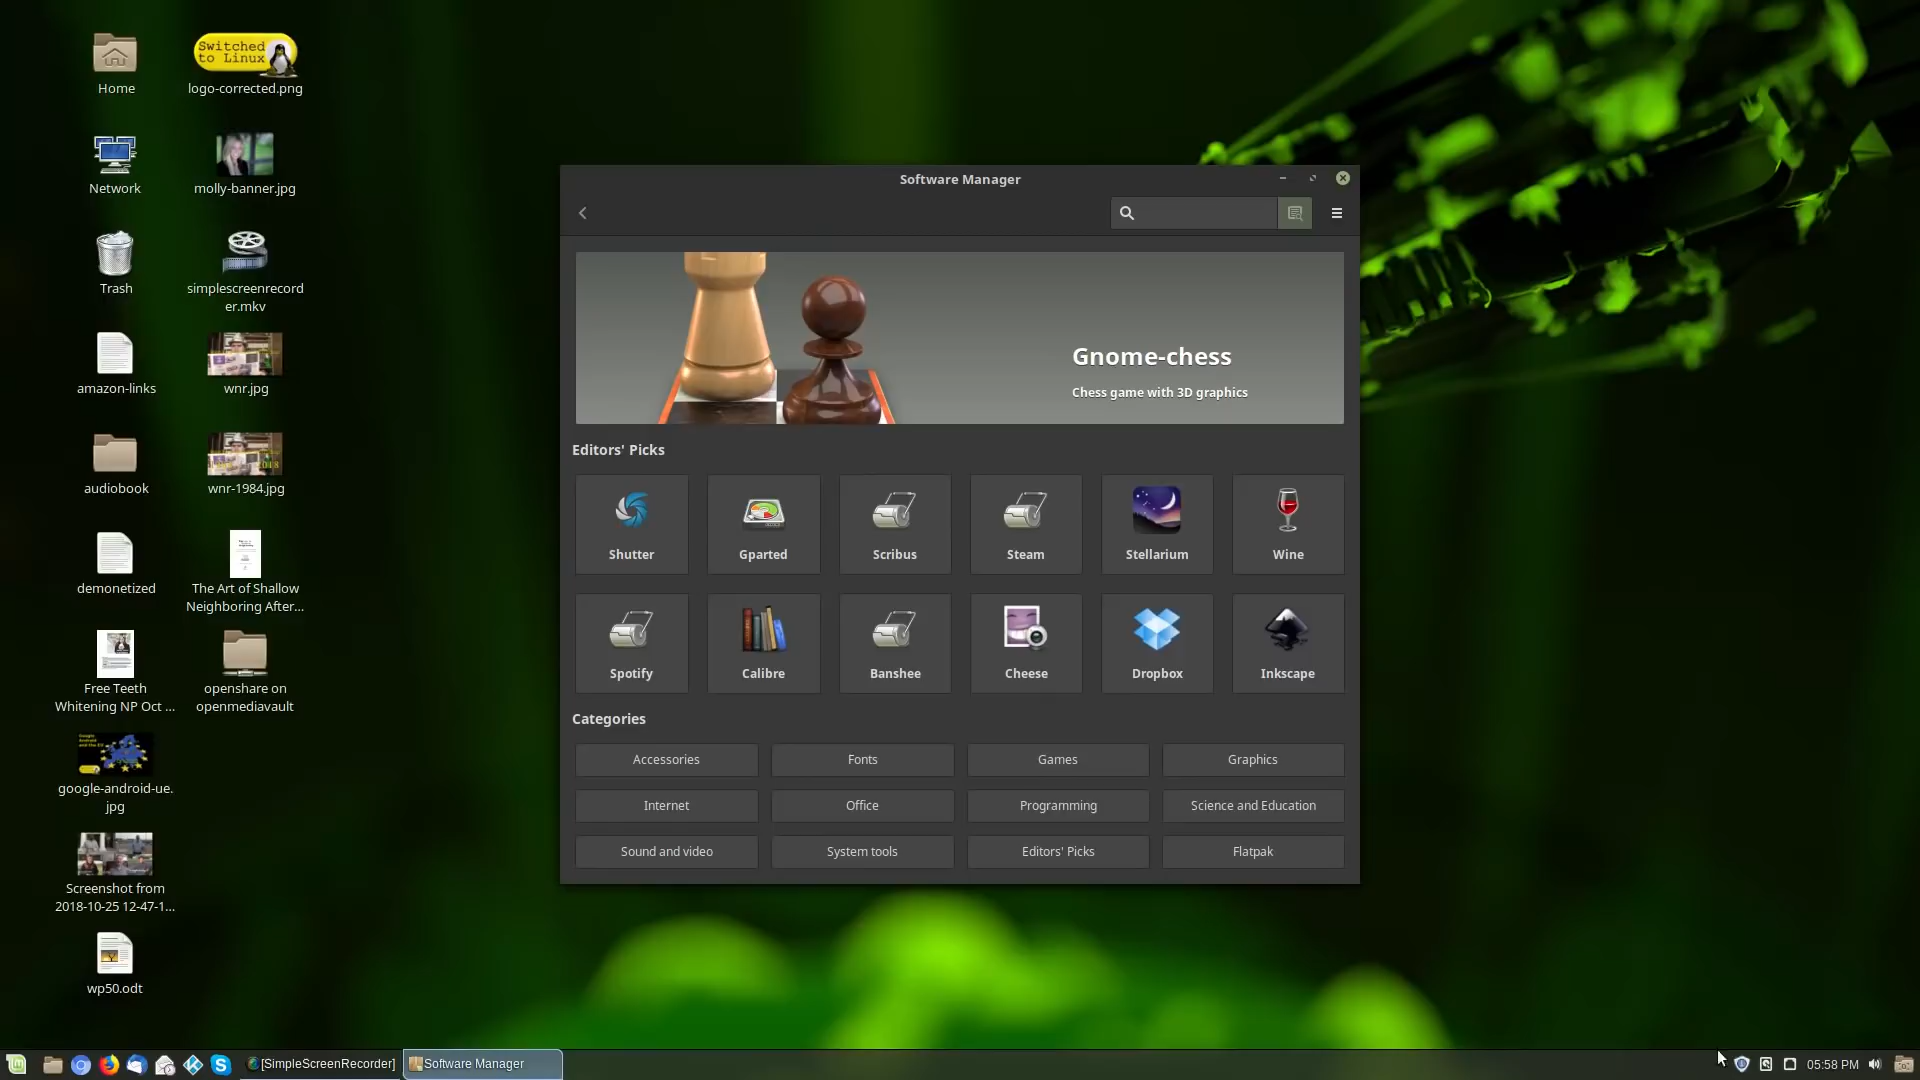 Switched
to Linux
Home
logo-corrected.png
Network
molly-banner.jpg
Trash
simplescreenrecord
er.mkv
amazon-links
wnr.jpg
audiobook
wnr-1984.jpg
demonetized
The Art of Shallow
Neighboring After...
Free Teeth
Whitening NP Oct ...
openshare on
openmediavault
google-android-ue.
jpg
Screenshot from
2018-10-25 12-47-1...
wp50.odt
Software Manager
Gnome-chess
Chess game with 3D graphics
Editors' Picks
Shutter
Gparted
Scribus
Steam
Stellarium
Wine
Spotify
Calibre
Banshee
Cheese
Dropbox
Inkscape
Categories
Accessories
Fonts
Games
Graphics
Internet
Office
Programming
Science and Education
Sound and video
System tools
Editors' Picks
Flatpak
[SimpleScreenRecorder]
Software Manager
05:58 PM